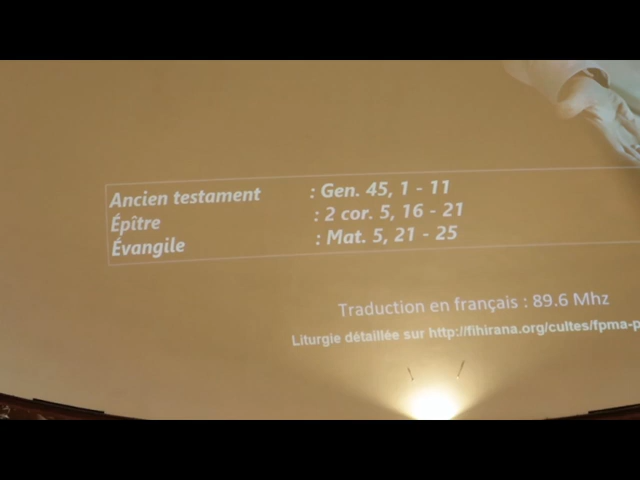 Ancien testament : Gen. 45, 1 - 11
Épître : 2 cor. 5, 16 - 21
Évangile : Mat. 5, 21 - 25
Traduction en français : 89.6 Mhz
Liturgie détaillée sur http://fihirana.org/cultes/fpma-p